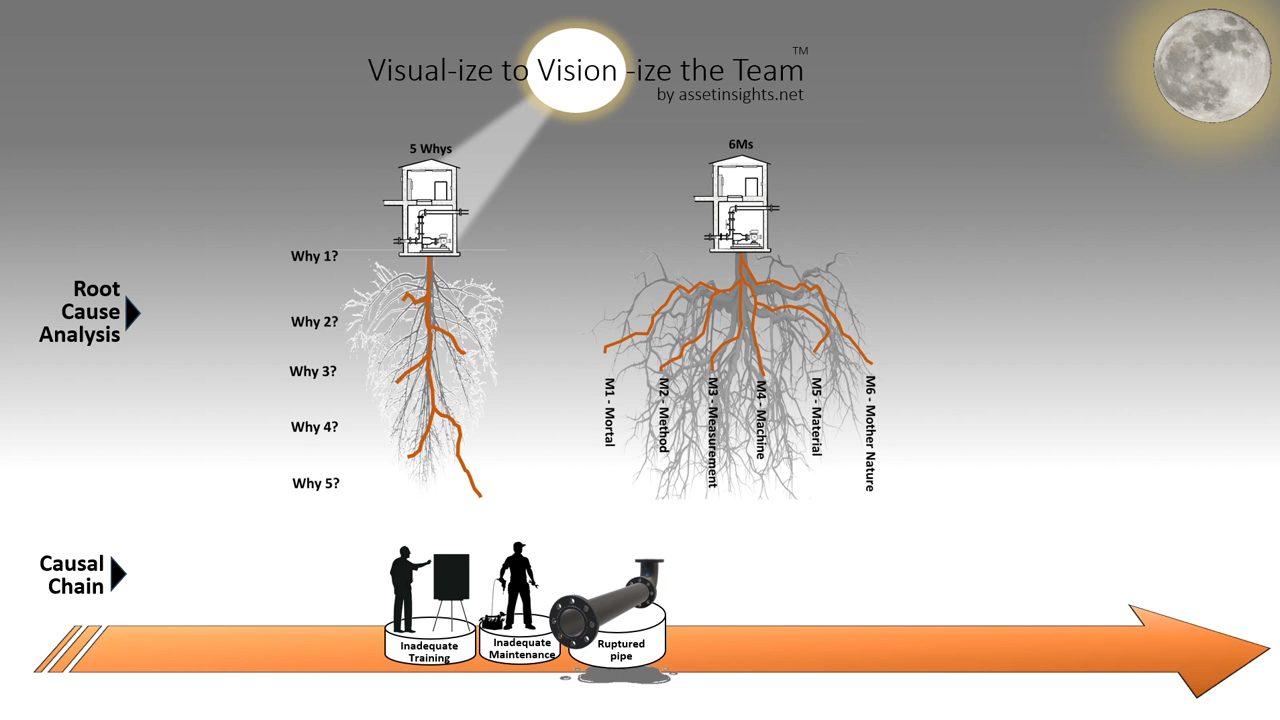 Visual-ize to Vision -ize the Team
TM
by assetinsights.net
5 Whys
6Ms
Why 1?
Why 2?
Why 3?
Why 4?
Why 5?
Root
Cause
Analysis
M1 - Mortal
M2 - Method
M3 - Measurement
M4 - Machine
M5 - Material
M6 - Mother Nature
Causal
Chain
Inadequate
Training
Inadequate
Maintenance
Ruptured
pipe